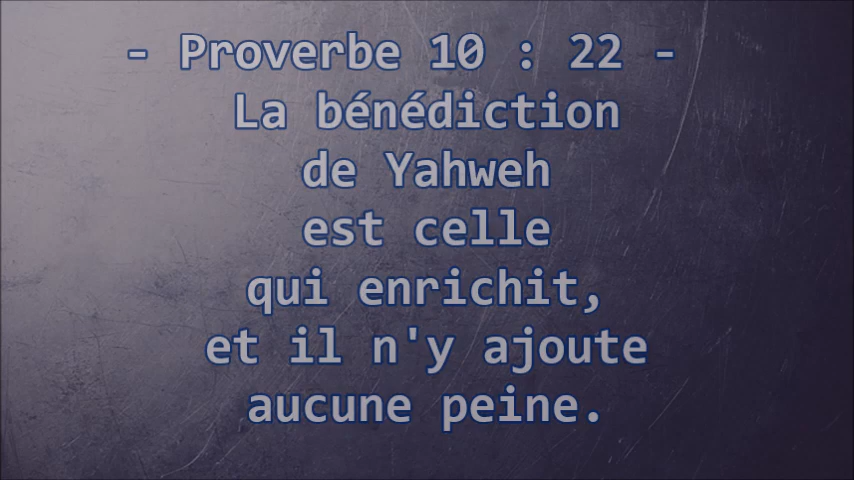 - Proverbe 10 : 22 -
La bénédiction
de Yahweh
est celle
qui enrichit,
et il n'y ajoute
aucune peine.